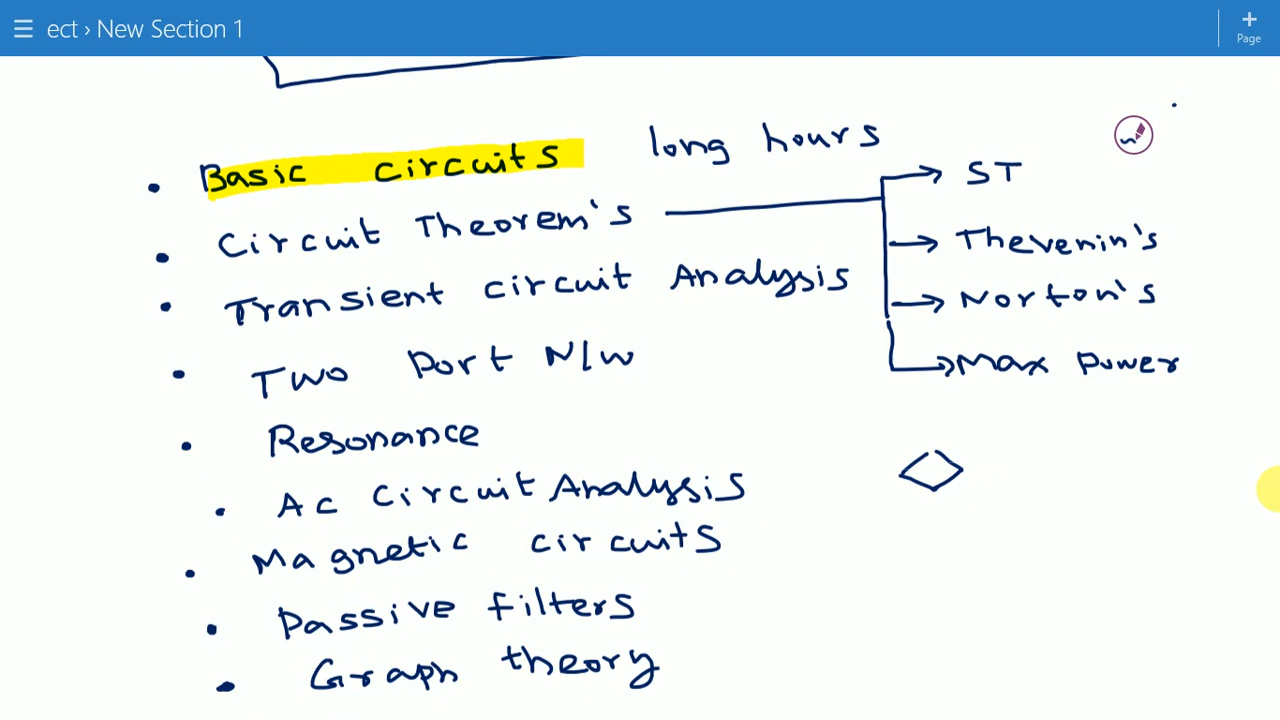 ect › New Section 1
Page
Basic circuits long hours
Circuit Theorem's
ST
Thevenin's
Norton's
Max Power
Transient circuit Analysis
Two Port N/w
Resonance
Ac Circuit Analysis
Magnetic circuits
Passive filters
Graph theory